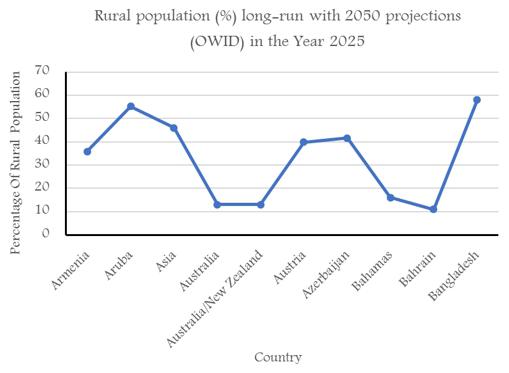 Rural population (%) long-run with 2050 projections
(OWID) in the Year 2025
Percentage Of Rural Population
70
60
50
40
30
20
10
0
Armenia
Aruba
Asia
Australia
Australia/New Zealand
Austria
Azerbaijan
Bahamas
Bahrain
Bangladesh
Country